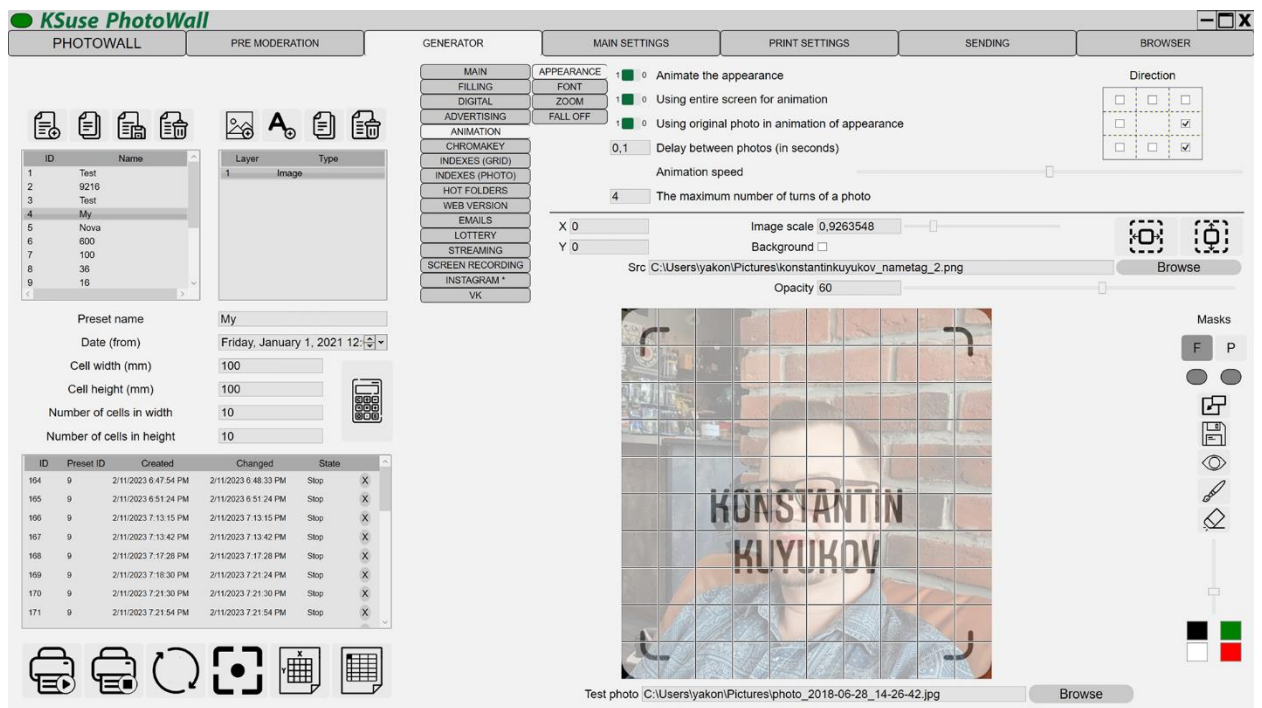 KSuse PhotoWall
PHOTOWALL PRE MODERATION GENERATOR MAIN SETTINGS PRINT SETTINGS SENDING BROWSER
MAIN
FILLING
DIGITAL
ADVERTISING
ANIMATION
CHROMAKEY
INDEXES (GRID)
INDEXES (PHOTO)
HOT FOLDERS
WEB VERSION
EMAILS
LOTTERY
STREAMING
SCREEN RECORDING
INSTAGRAM *
VK
APPEARANCE
FONT
ZOOM
FALL OFF
1 0 Animate the appearance
1 0 Using entire screen for animation
1 0 Using original photo in animation of appearance
0,1 Delay between photos (in seconds)
Animation speed
4 The maximum number of turns of a photo
Direction
ID Name
1 Test
2 9216
3 Test
4 My
5 Nova
6 600
7 100
8 36
9 16
Layer Type
1 Image
X 0
Y 0
Image scale 0,9263548
Background
Src C:\Users\yakon\Pictures\konstantinkuyukov_nametag_2.png Browse
Opacity 60
Preset name My
Date (from) Friday, January 1, 2021 12:
Cell width (mm) 100
Cell height (mm) 100
Number of cells in width 10
Number of cells in height 10
ID Preset ID Created Changed State
164 9 2/11/2023 6:47:54 PM 2/11/2023 6:48:33 PM Stop X
165 9 2/11/2023 6:51:24 PM 2/11/2023 6:51:24 PM Stop X
166 9 2/11/2023 7:13:15 PM 2/11/2023 7:13:15 PM Stop X
167 9 2/11/2023 7:13:42 PM 2/11/2023 7:13:42 PM Stop X
168 9 2/11/2023 7:17:28 PM 2/11/2023 7:17:28 PM Stop X
169 9 2/11/2023 7:18:30 PM 2/11/2023 7:21:24 PM Stop X
170 9 2/11/2023 7:21:30 PM 2/11/2023 7:21:30 PM Stop X
171 9 2/11/2023 7:21:54 PM 2/11/2023 7:21:54 PM Stop X
X
Y
KONSTANTIN
KUYUKOV
Masks
F P
Test photo C:\Users\yakon\Pictures\photo_2018-06-28_14-26-42.jpg Browse